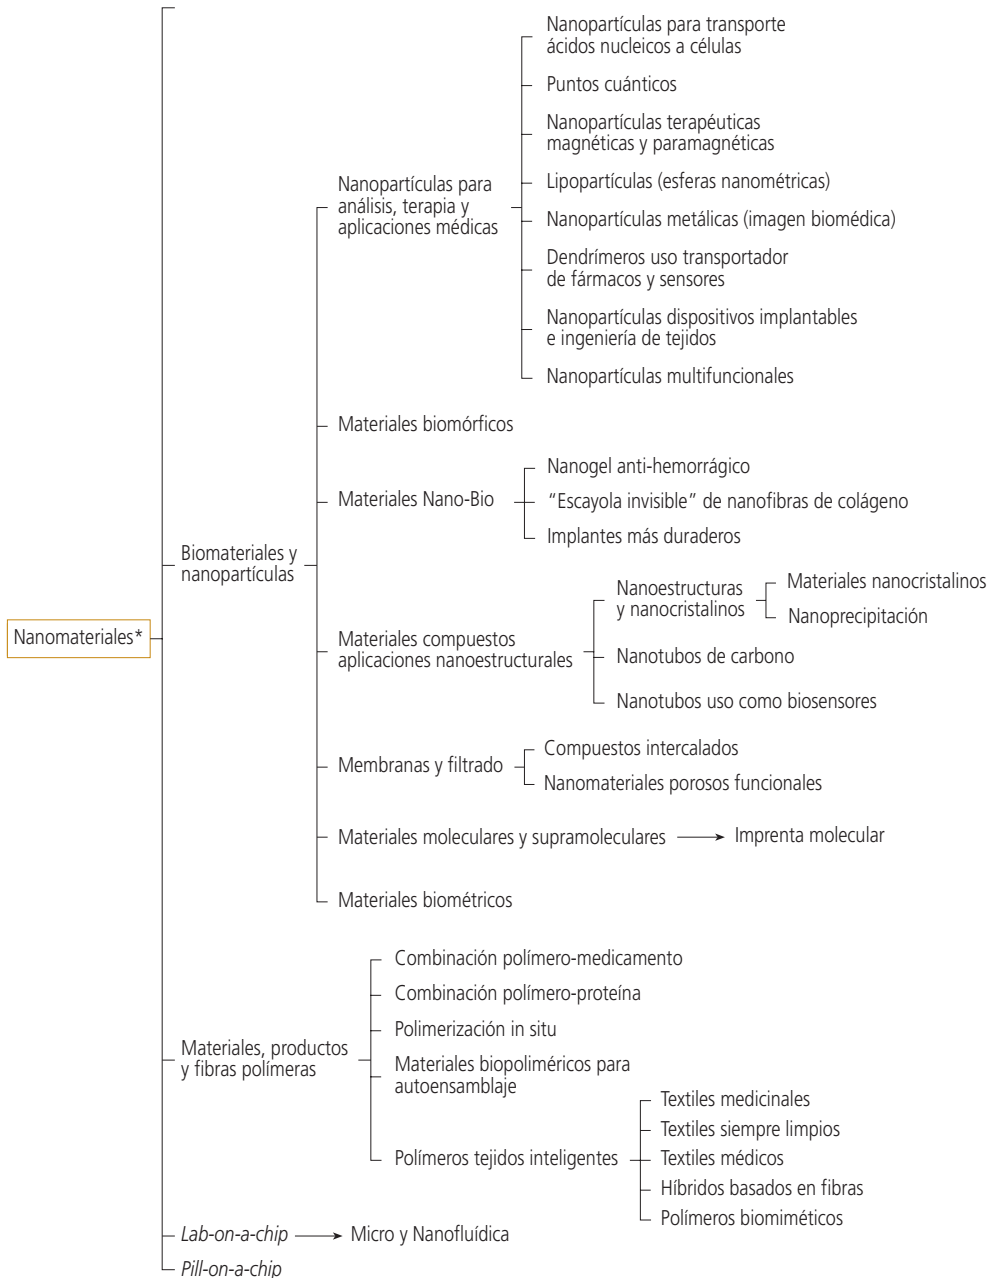 Nanomateriales*
Biomateriales y
nanopartículas
Nanopartículas para
análisis, terapia y
aplicaciones médicas
Nanopartículas para transporte
ácidos nucleicos a células
Puntos cuánticos
Nanopartículas terapéuticas
magnéticas y paramagnéticas
Lipopartículas (esferas nanométricas)
Nanopartículas metálicas (imagen biomédica)
Dendrímeros uso transportador
de fármacos y sensores
Nanopartículas dispositivos implantables
e ingeniería de tejidos
Nanopartículas multifuncionales
Materiales biomórficos
Materiales Nano-Bio
Nanogel anti-hemorrágico
“Escayola invisible” de nanofibras de colágeno
Implantes más duraderos
Materiales compuestos
aplicaciones nanoestructurales
Nanoestructuras
y nanocristalinos
Materiales nanocristalinos
Nanoprecipitación
Nanotubos de carbono
Nanotubos uso como biosensores
Membranas y filtrado
Compuestos intercalados
Nanomateriales porosos funcionales
Materiales moleculares y supramoleculares
Imprenta molecular
Materiales biométricos
Materiales, productos
y fibras polímeras
Combinación polímero-medicamento
Combinación polímero-proteína
Polimerización in situ
Materiales biopoliméricos para
autoensamblaje
Polímeros tejidos inteligentes
Textiles medicinales
Textiles siempre limpios
Textiles médicos
Híbridos basados en fibras
Polímeros biomiméticos
Lab-on-a-chip
Micro y Nanofluídica
Pill-on-a-chip